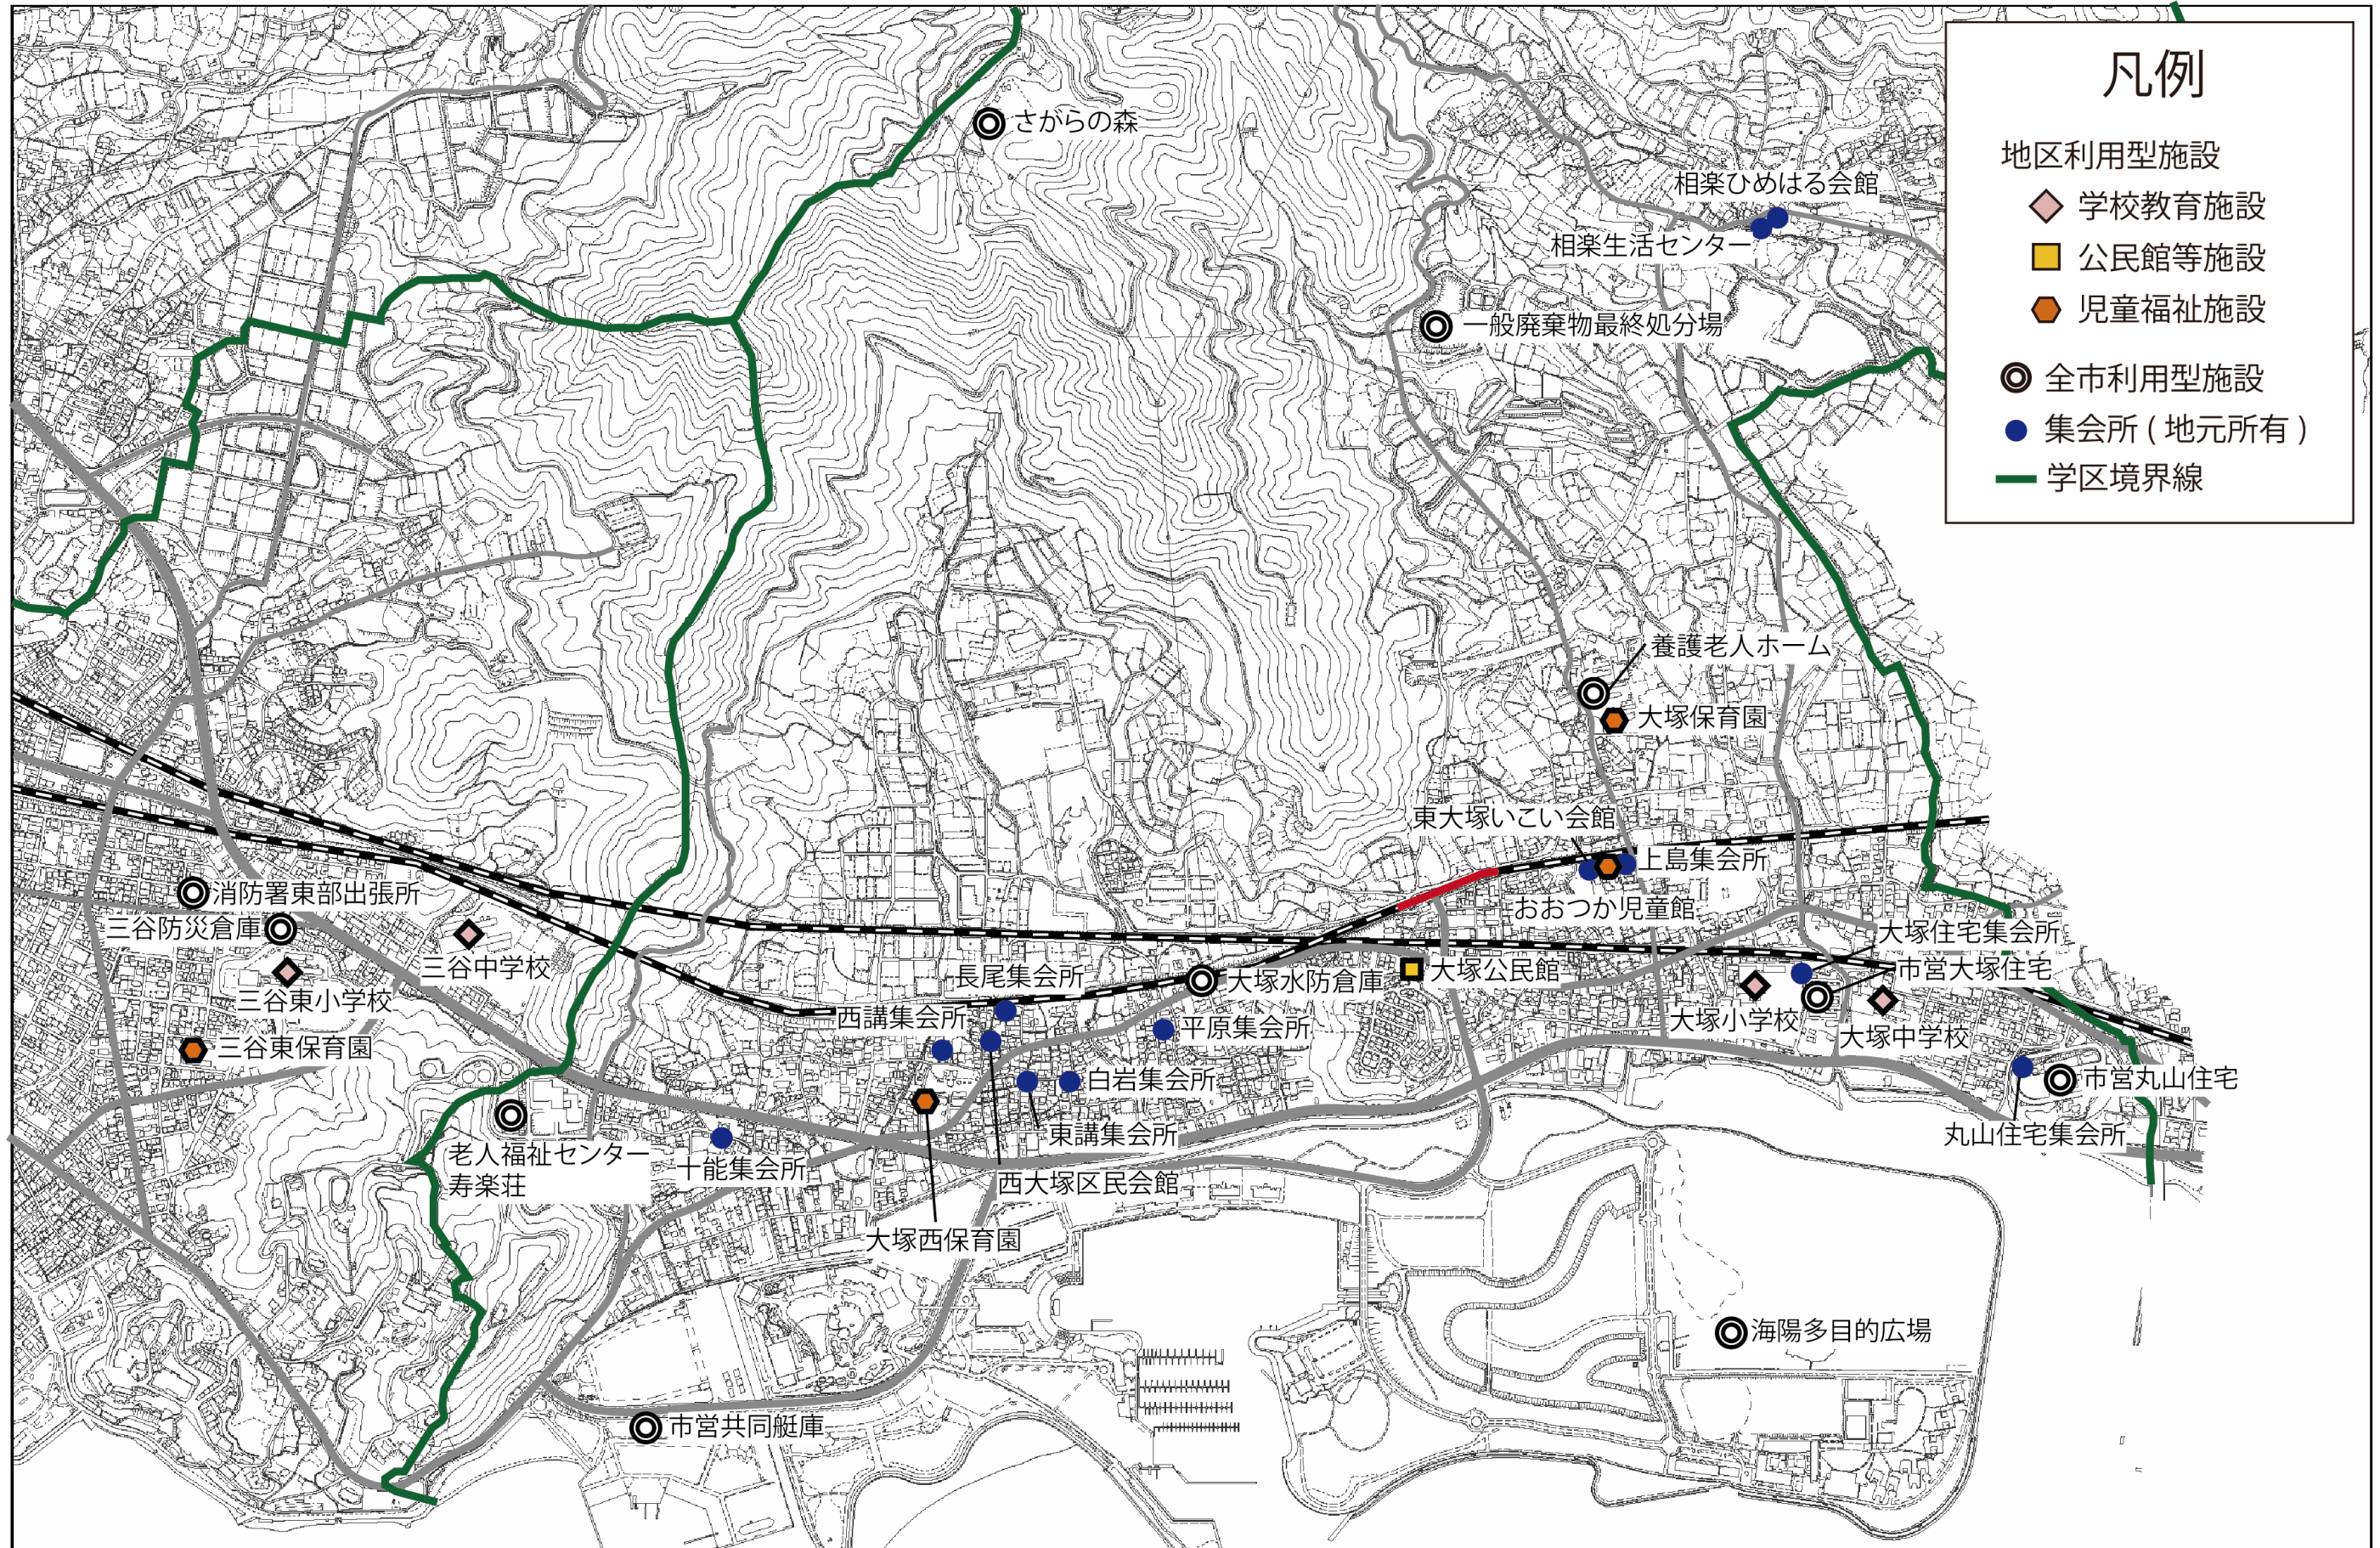 凡例
地区利用型施設
学校教育施設
公民館等施設
児童福祉施設
全市利用型施設
集会所 ( 地元所有 )
学区境界線
さがらの森
相楽ひめはる会館
相楽生活センター
一般廃棄物最終処分場
養護老人ホーム
大塚保育園
東大塚いこい会館
上島集会所
おおつか児童館
消防署東部出張所
三谷防災倉庫
三谷中学校
三谷東小学校
三谷東保育園
大塚住宅集会所
市営大塚住宅
長尾集会所
大塚水防倉庫
大塚公民館
西講集会所
平原集会所
大塚小学校
大塚中学校
白岩集会所
市営丸山住宅
東講集会所
丸山住宅集会所
老人福祉センター
寿楽荘
十能集会所
西大塚区民会館
大塚西保育園
海陽多目的広場
市営共同艇庫